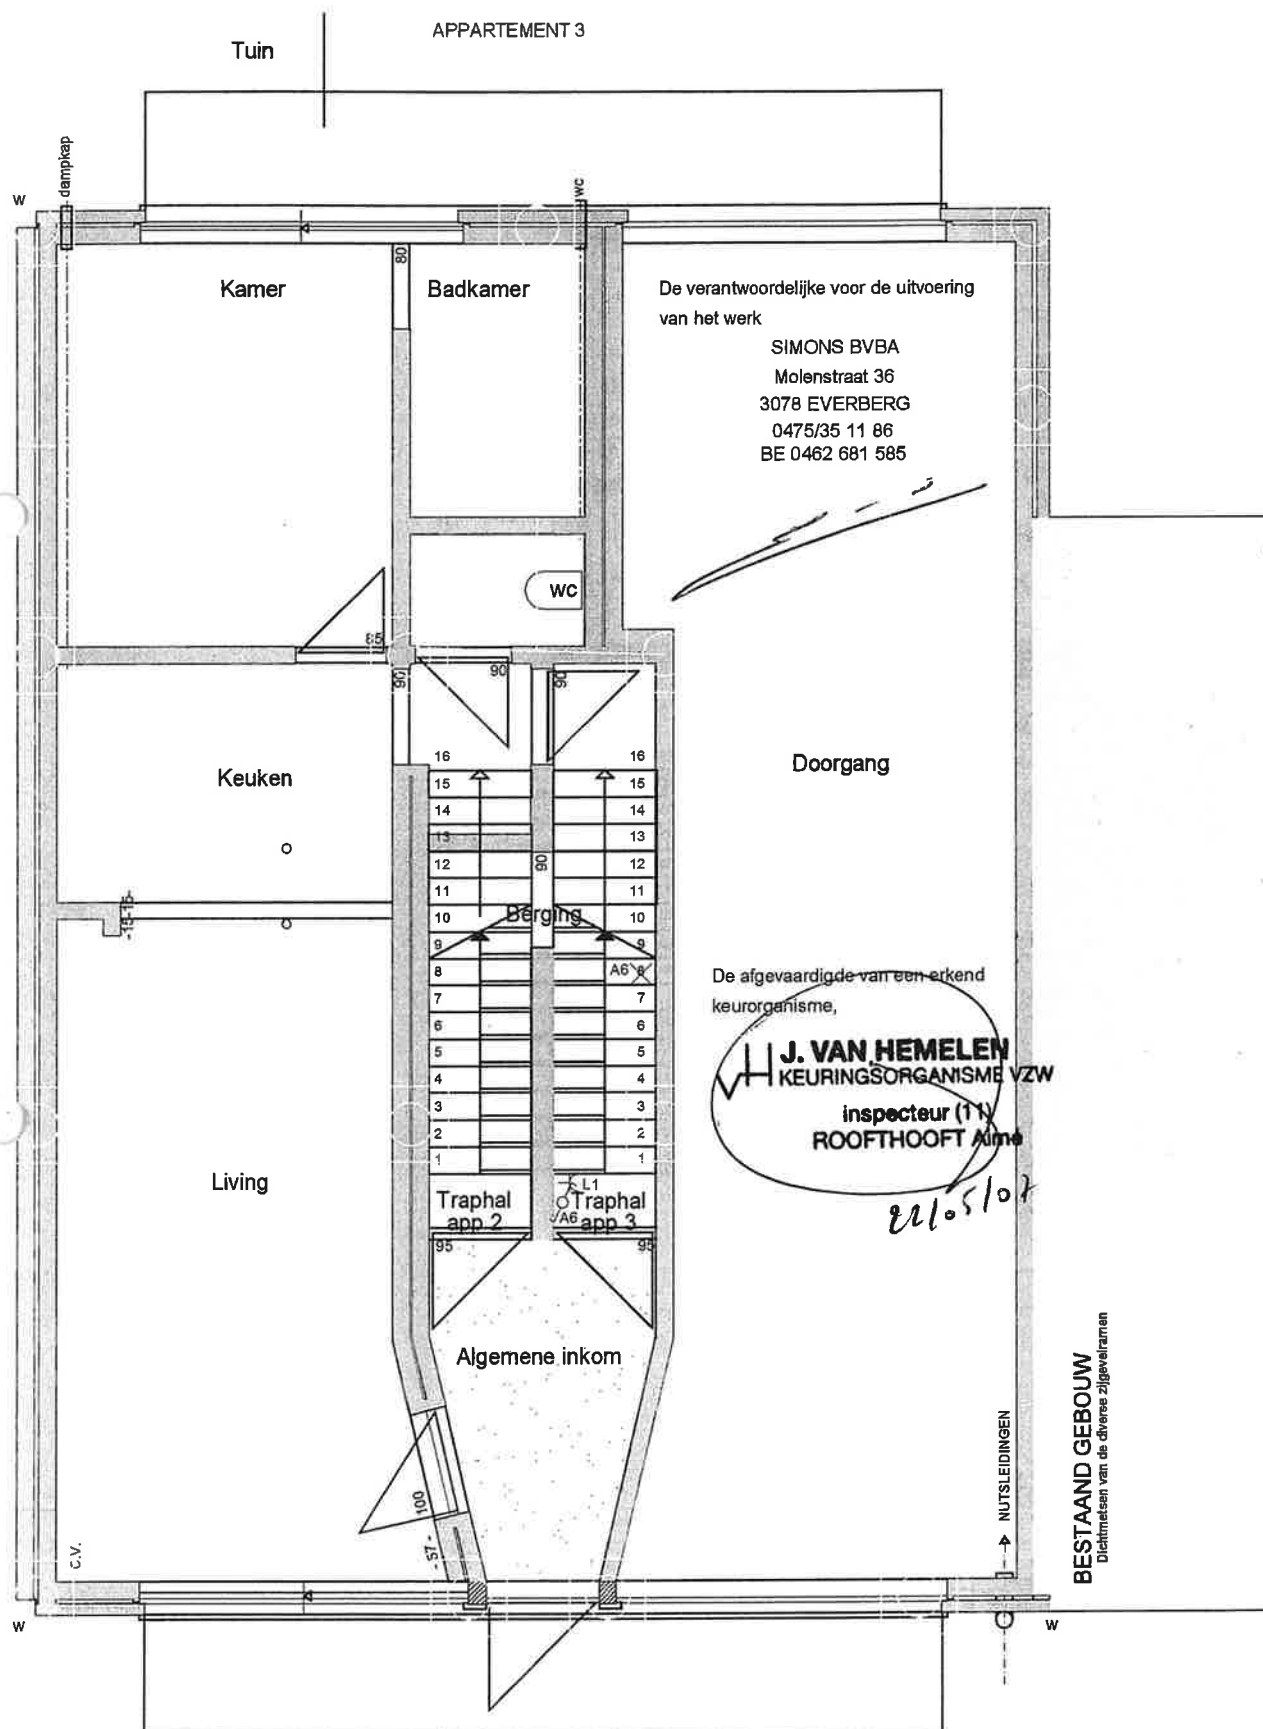 APPARTEMENT 3
Tuin
dampkap
W
WC
80
Kamer
Badkamer
De verantwoordelijke voor de uitvoering
van het werk
SIMONS BVBA
Molenstraat 36
3078 EVERBERG
0475/35 11 86
BE 0462 681 585
WC
85
90
90
90
Keuken
Doorgang
16
16
15
15
14
14
13
13
12
12
90
11
11
10
Berging
10
9
9
8
A6
8
7
7
6
6
5
5
4
4
3
3
2
2
1
1
-15-15-
De afgevaardigde van een erkend
keurorganisme,
J. VAN HEMELEN
KEURINGSORGANISME VZW
inspecteur (11)
ROOFTHOOFT Aimé
22/05/07
Living
L1
A6
Traphal
app.2
Traphal
app.3
95
95
Algemene inkom
100
- 57 -
C.V.
NUTSLEIDINGEN
BESTAAND GEBOUW
Dichtmetsen van de diverse zijgevelramen
W
W